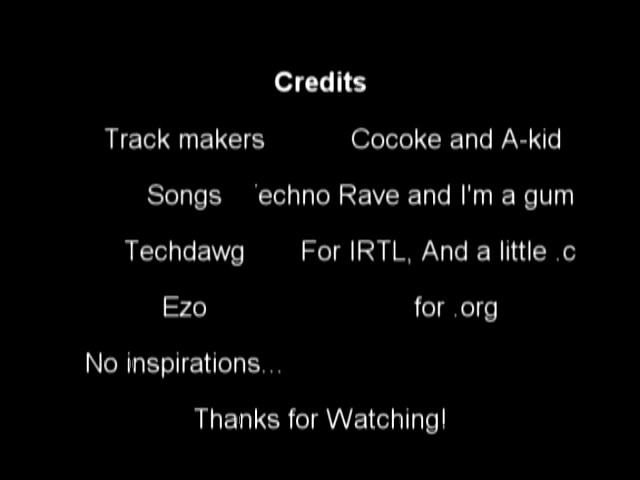 Credits
Track makers Cocoke and A-kid
Songs echno Rave and I'm a gum
Techdawg For IRTL, And a little .c
Ezo for .org
No inspirations...
Thanks for Watching!